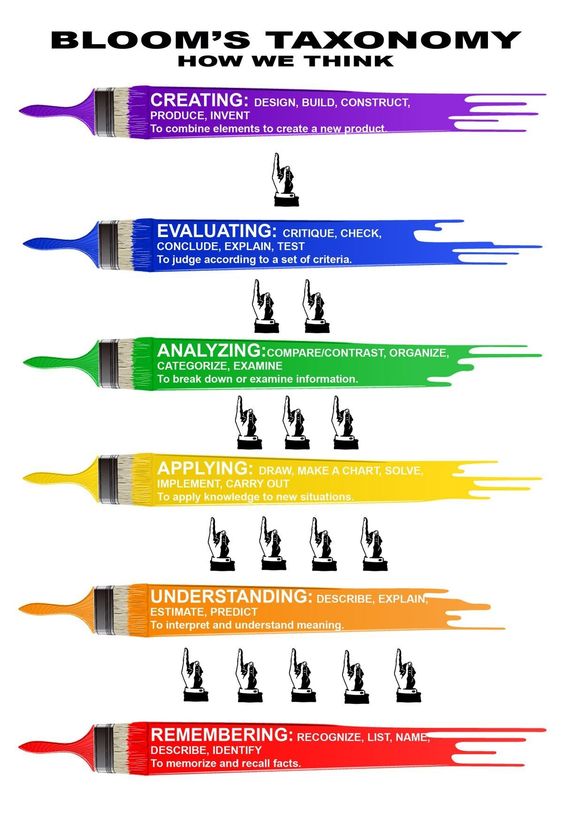 BLOOM'S TAXONOMY
HOW WE THINK
CREATING: DESIGN, BUILD, CONSTRUCT,
PRODUCE, INVENT
To combine elements to create a new product.
EVALUATING: CRITIQUE, CHECK,
CONCLUDE, EXPLAIN, TEST
To judge according to a set of criteria.
ANALYZING:COMPARE/CONTRAST, ORGANIZE,
CATEGORIZE, EXAMINE
To break down or examine information.
APPLYING: DRAW, MAKE A CHART, SOLVE,
IMPLEMENT, CARRY OUT
To apply knowledge to new situations.
UNDERSTANDING: DESCRIBE, EXPLAIN,
ESTIMATE, PREDICT
To interpret and understand meaning.
REMEMBERING: RECOGNIZE, LIST, NAME,
DESCRIBE, IDENTIFY
To memorize and recall facts.